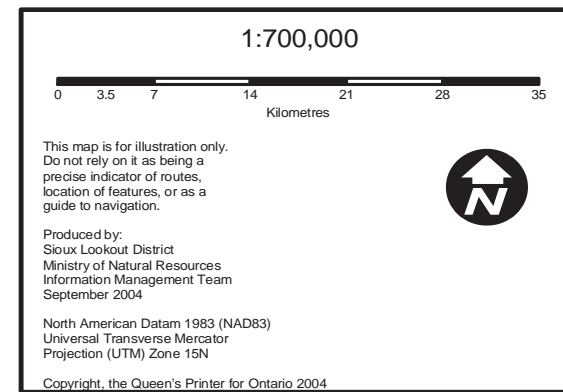 1:700,000
0 3.5 7 14 21 28 35
Kilometres
This map is for illustration only.
Do not rely on it as being a
precise indicator of routes,
location of features, or as a
guide to navigation.
N
Produced by:
Sioux Lookout District
Ministry of Natural Resources
Information Management Team
September 2004
North American Datam 1983 (NAD83)
Universal Transverse Mercator
Projection (UTM) Zone 15N
Copyright, the Queen's Printer for Ontario 2004